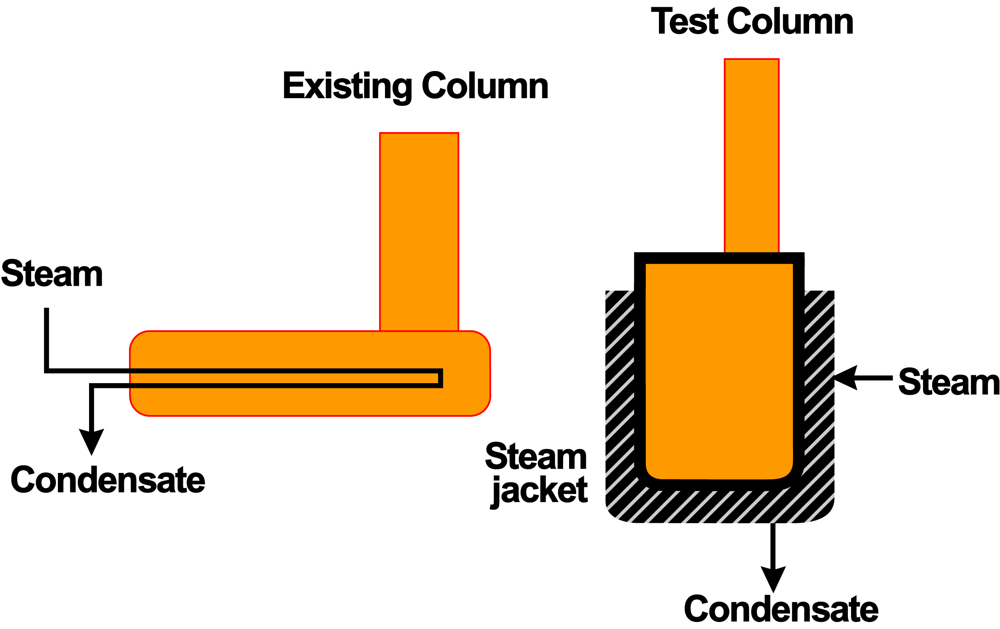 Test Column
Existing Column
Steam
Steam
Steam
jacket
Condensate
Condensate